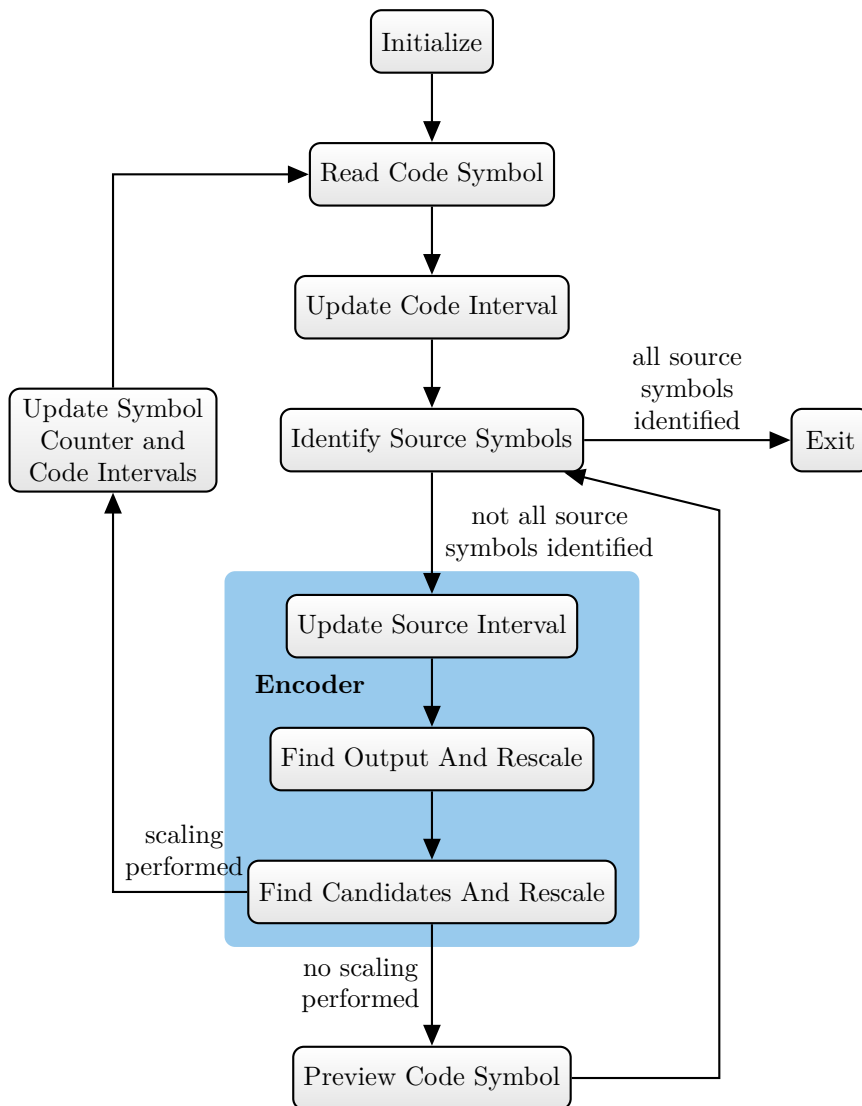 Initialize
Read Code Symbol
Update Code Interval
all source
symbols
identified
Update Symbol
Counter and
Code Intervals
Identify Source Symbols
Exit
not all source
symbols identified
Update Source Interval
Encoder
Find Output And Rescale
scaling
performed
Find Candidates And Rescale
no scaling
performed
Preview Code Symbol